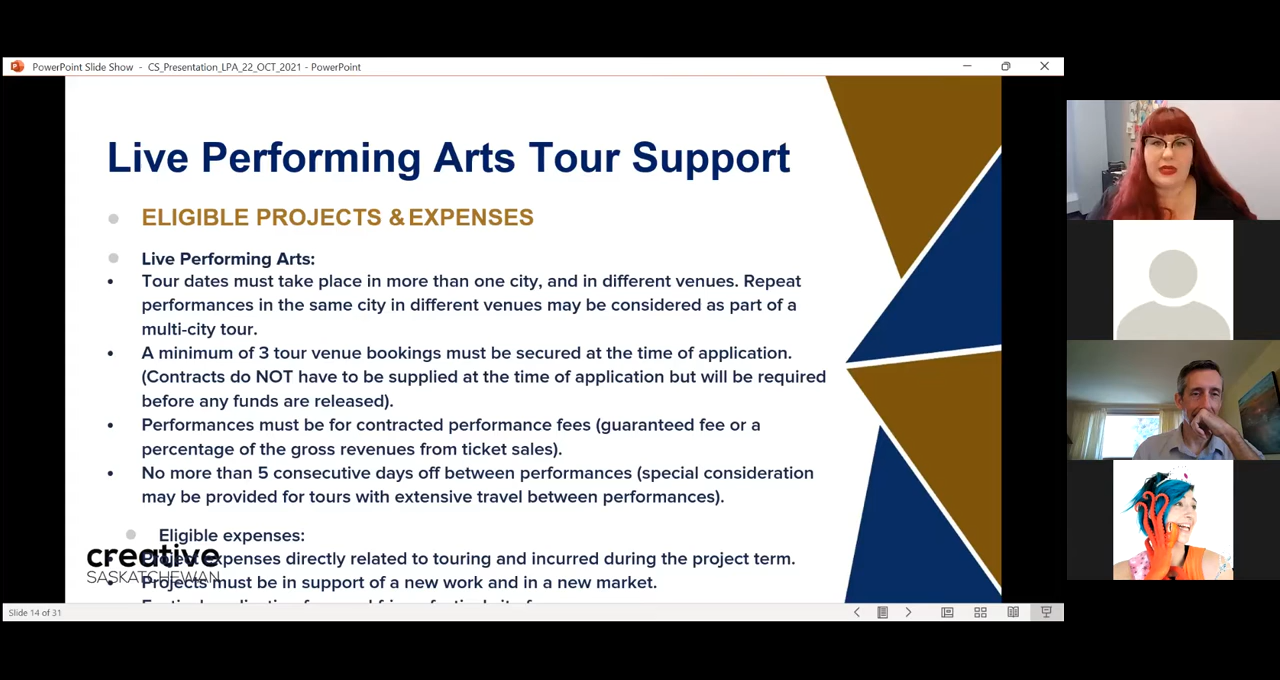 PowerPoint Slide Show - CS_Presentation_LPA_22_OCT_2021 - PowerPoint
Live Performing Arts Tour Support
ELIGIBLE PROJECTS & EXPENSES
Live Performing Arts:
• Tour dates must take place in more than one city, and in different venues. Repeat
performances in the same city in different venues may be considered as part of a
multi-city tour.
• A minimum of 3 tour venue bookings must be secured at the time of application.
(Contracts do NOT have to be supplied at the time of application but will be required
before any funds are released).
• Performances must be for contracted performance fees (guaranteed fee or a
percentage of the gross revenues from ticket sales).
• No more than 5 consecutive days off between performances (special consideration
may be provided for tours with extensive travel between performances).
Eligible expenses:
Project expenses directly related to touring and incurred during the project term.
• Projects must be in support of a new work and in a new market.
creative
SASKATCHEWAN
Slide 14 of 31